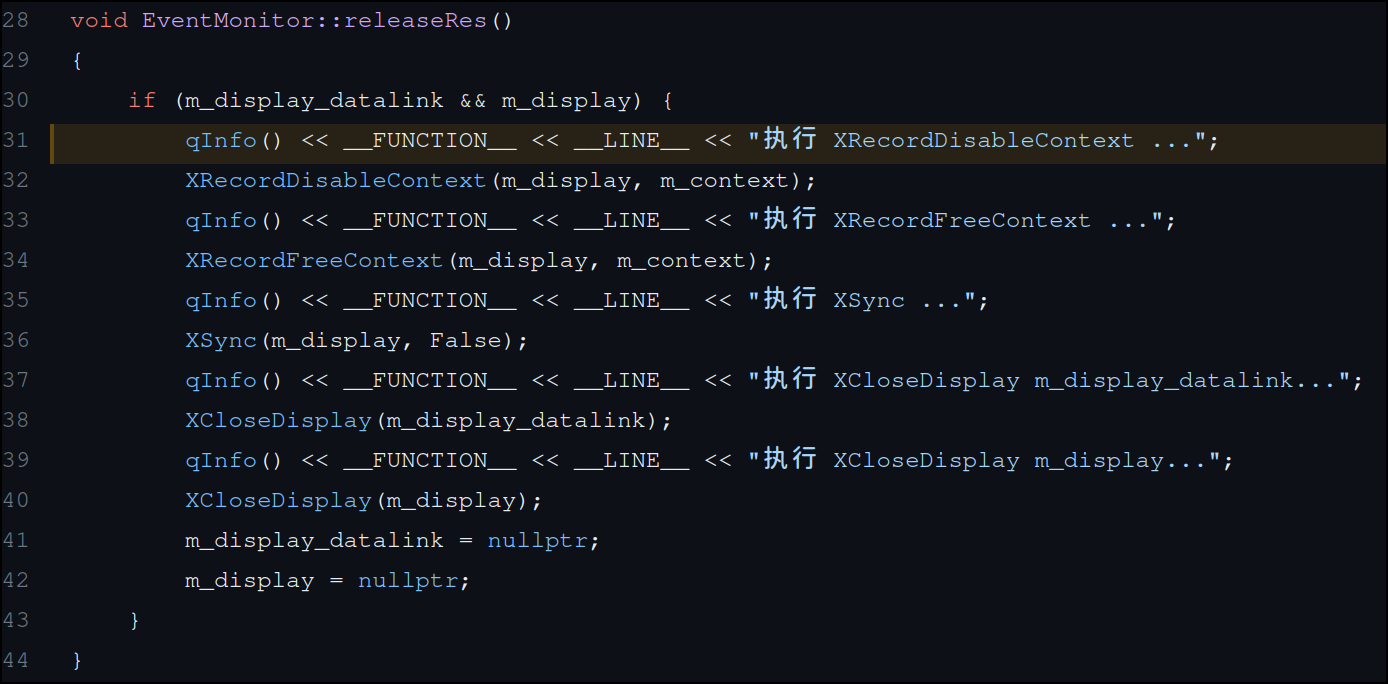 28 void EventMonitor::releaseRes()
29 {
30     if (m_display_datalink && m_display) {
31         qInfo() << __FUNCTION__ << __LINE__ << "执行 XRecordDisableContext ...";
32         XRecordDisableContext(m_display, m_context);
33         qInfo() << __FUNCTION__ << __LINE__ << "执行 XRecordFreeContext ...";
34         XRecordFreeContext(m_display, m_context);
35         qInfo() << __FUNCTION__ << __LINE__ << "执行 XSync ...";
36         XSync(m_display, False);
37         qInfo() << __FUNCTION__ << __LINE__ << "执行 XCloseDisplay m_display_datalink...";
38         XCloseDisplay(m_display_datalink);
39         qInfo() << __FUNCTION__ << __LINE__ << "执行 XCloseDisplay m_display...";
40         XCloseDisplay(m_display);
41         m_display_datalink = nullptr;
42         m_display = nullptr;
43     }
44 }